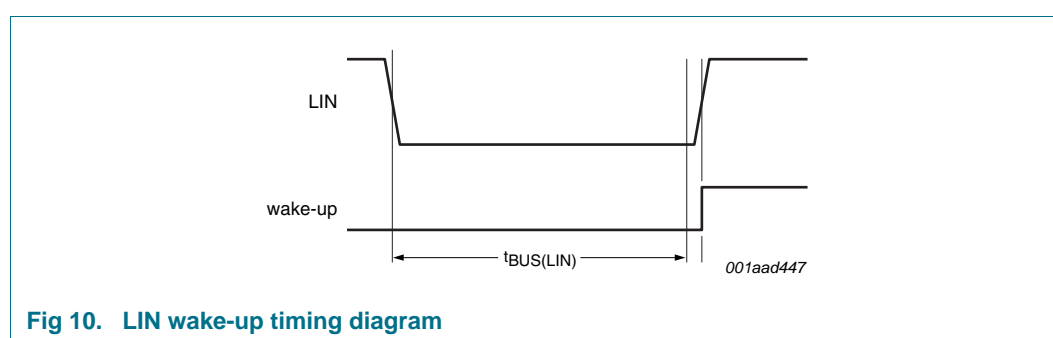 LIN
wake-up
tBUS(LIN)
001aad447
Fig 10. LIN wake-up timing diagram